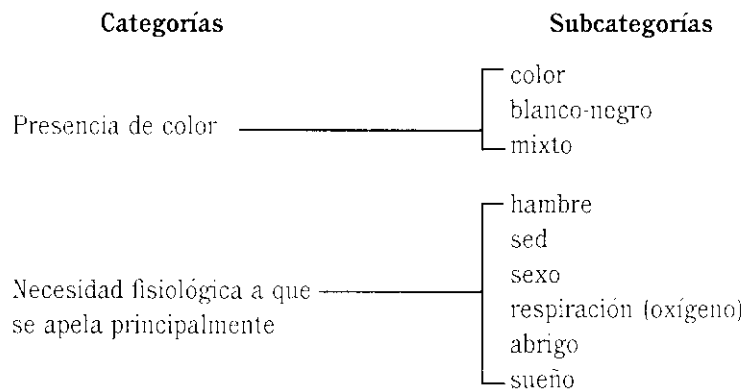 Categorías Subcategorías
color
blanco-negro
Presencia de color
mixto
hambre
sed
sexo
Necesidad fisiológica a que
respiración (oxígeno)
se apela principalmente
abrigo
sueño